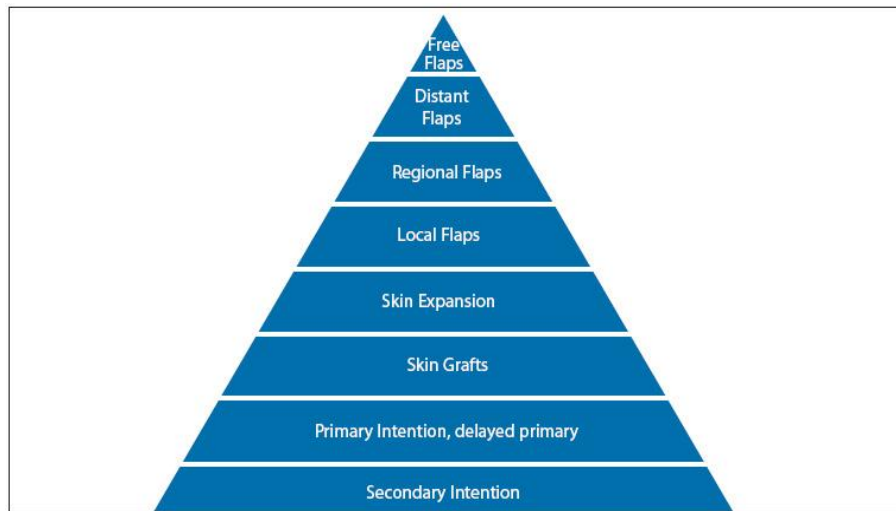 Free
Flaps
Distant
Flaps
Regional Flaps
Local Flaps
Skin Expansion
Skin Grafts
Primary Intention, delayed primary
Secondary Intention